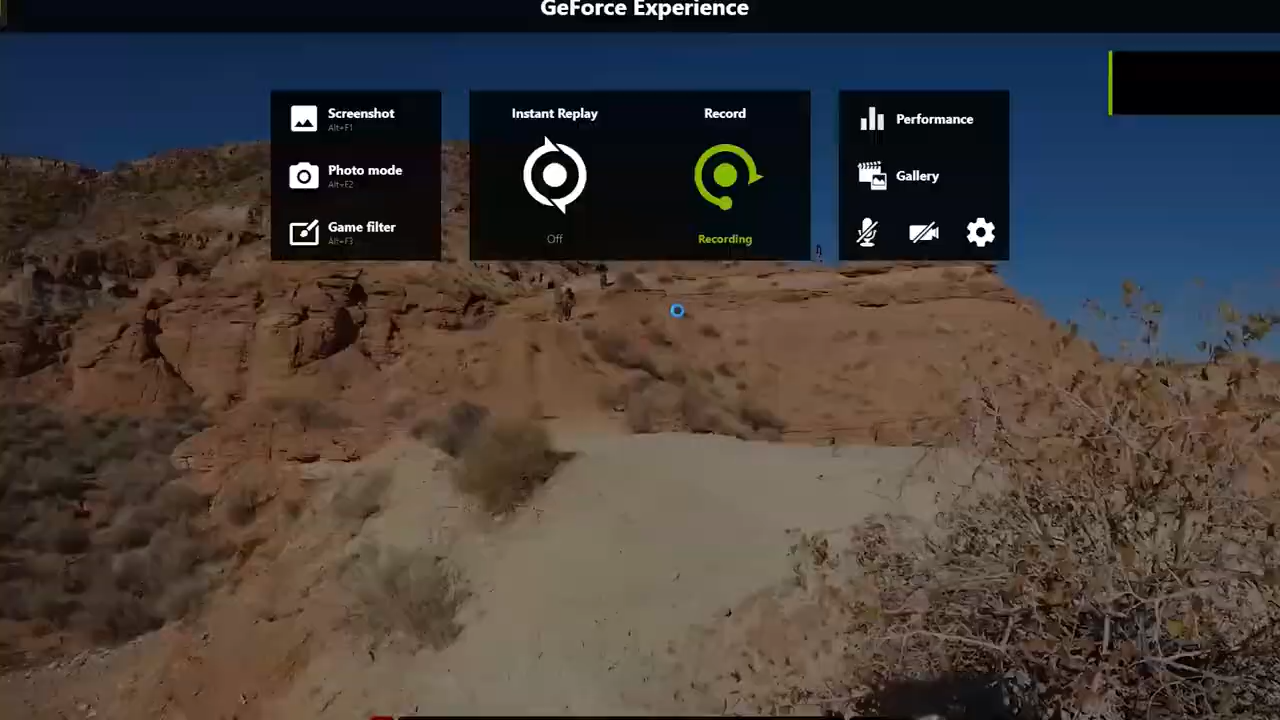 GeForce Experience
Screenshot
Alt+F1
Photo mode
Alt+F2
Game filter
Alt+F3
Instant Replay
Off
Record
Recording
Performance
Gallery